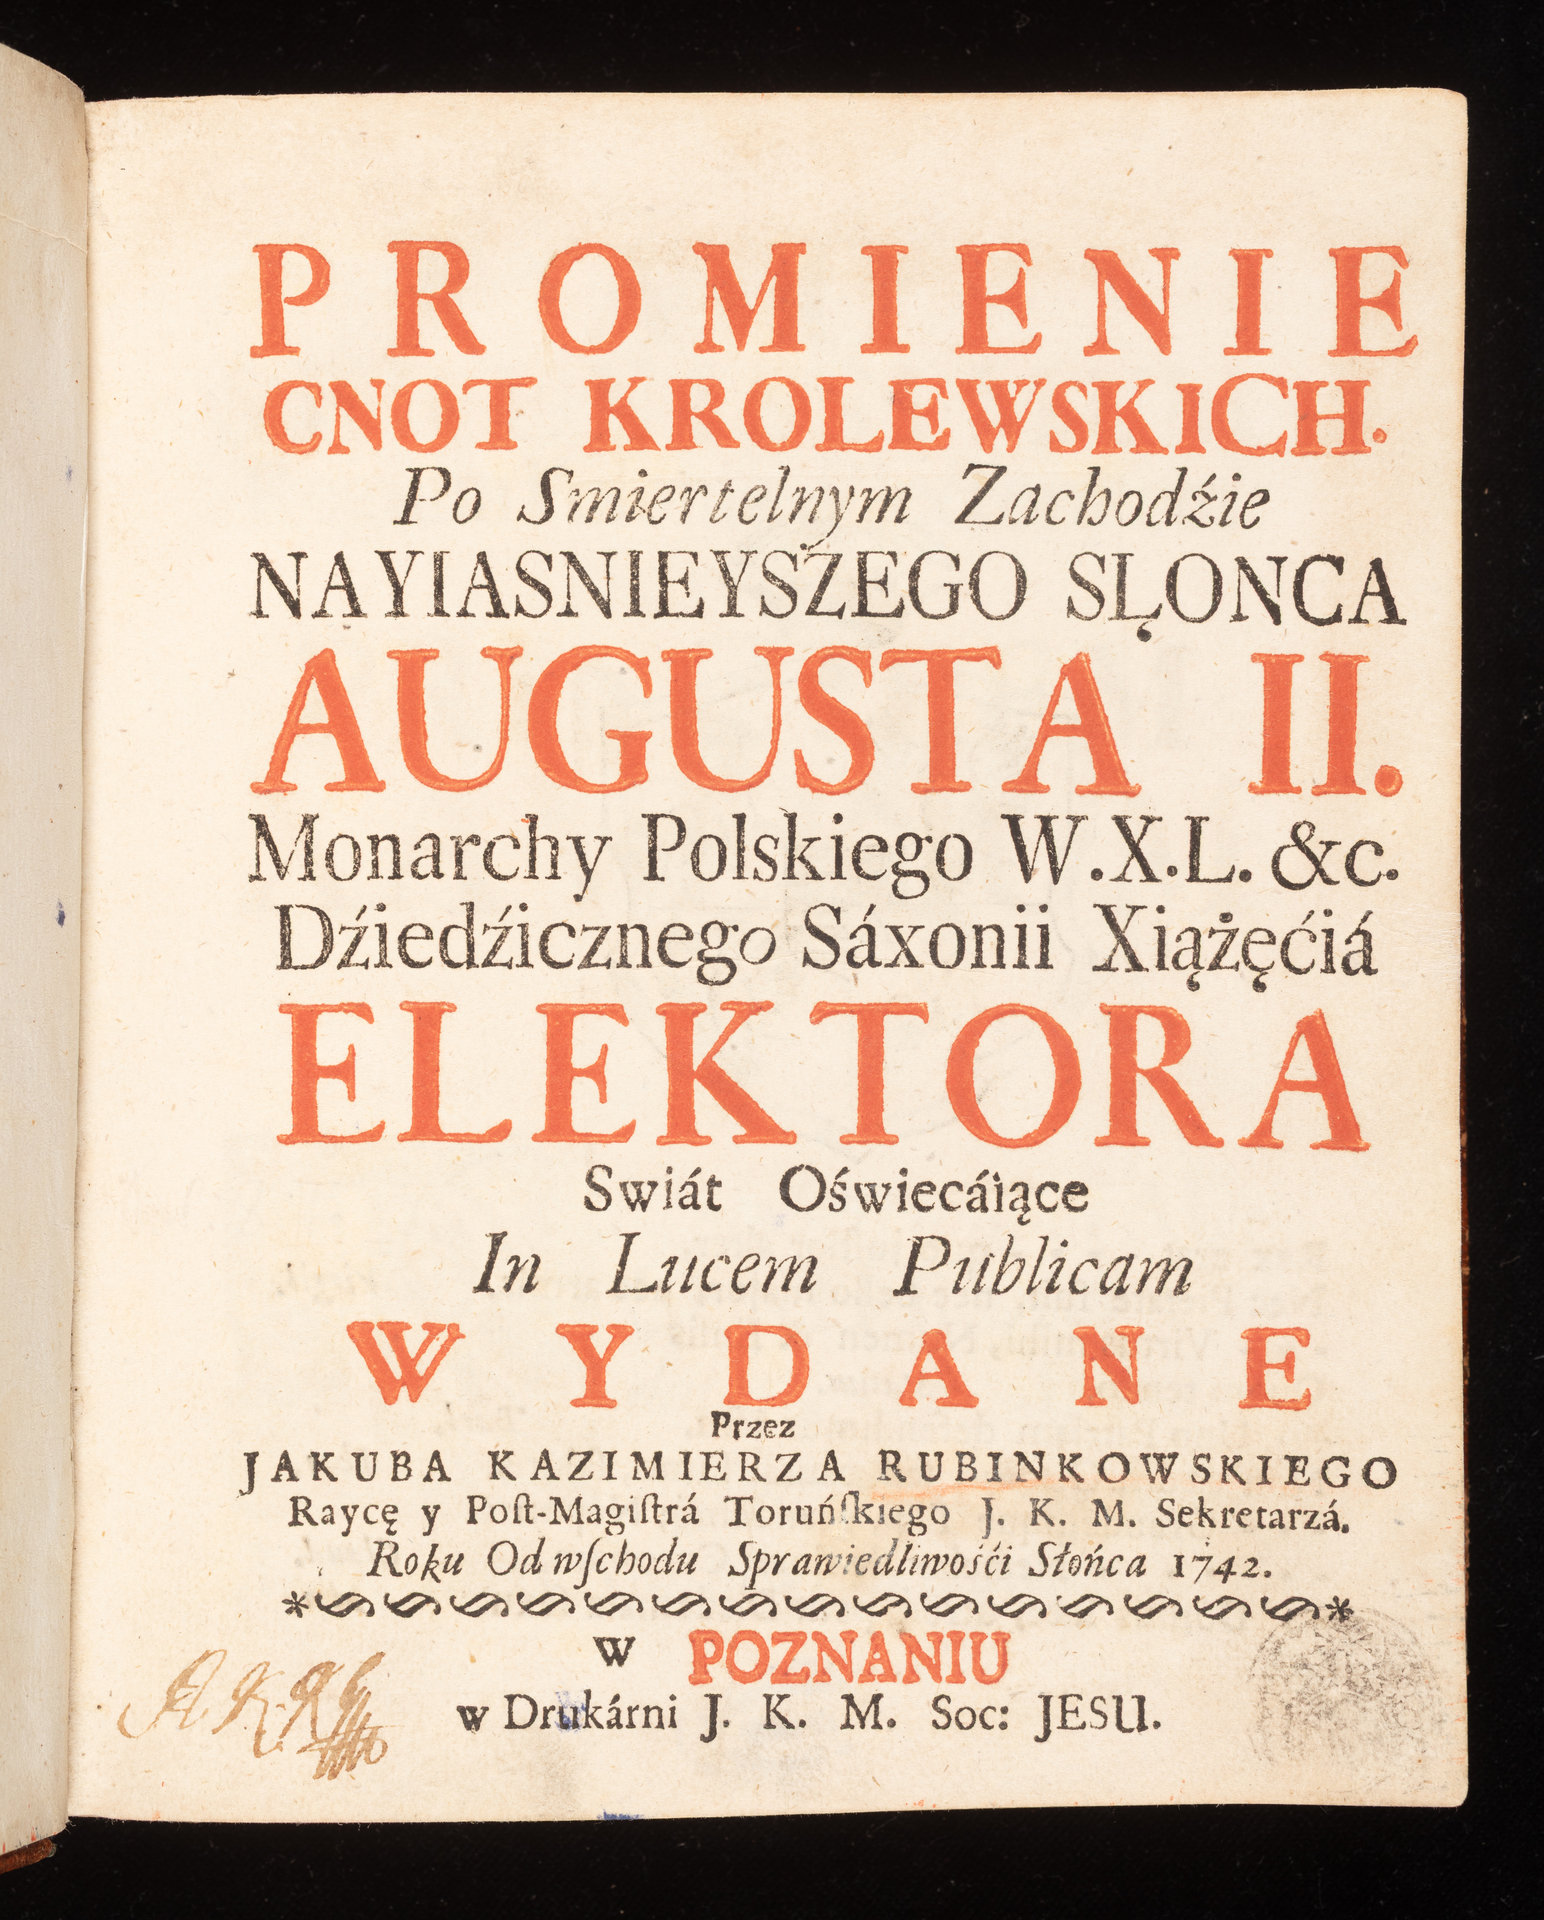 PROMIENIE
CNOT KROLEWSKICH.
Po Smiertelnym Zachodźie
NAYIASNIEYSZEGO SLONCA
AUGUSTA II.
Monarchy Polskiego W.X.L. &c.
Dźiedźicznego Sáxonii Xiążęćiá
ELEKTORA
Swiát Oświecáiące
In Lucem Publicam
WYDANE
Przez
JAKUBA KAZIMIERZA RUBINKOWSKIEGO
Raycę y Poſt-Magiſtrá Toruńſkiego J. K. M. Sekretarzá.
Roku Od wſchodu Sprawiedliwośći Słońca 1742.
w POZNANIU
w Drukárni J. K. M. Soc: JESU.